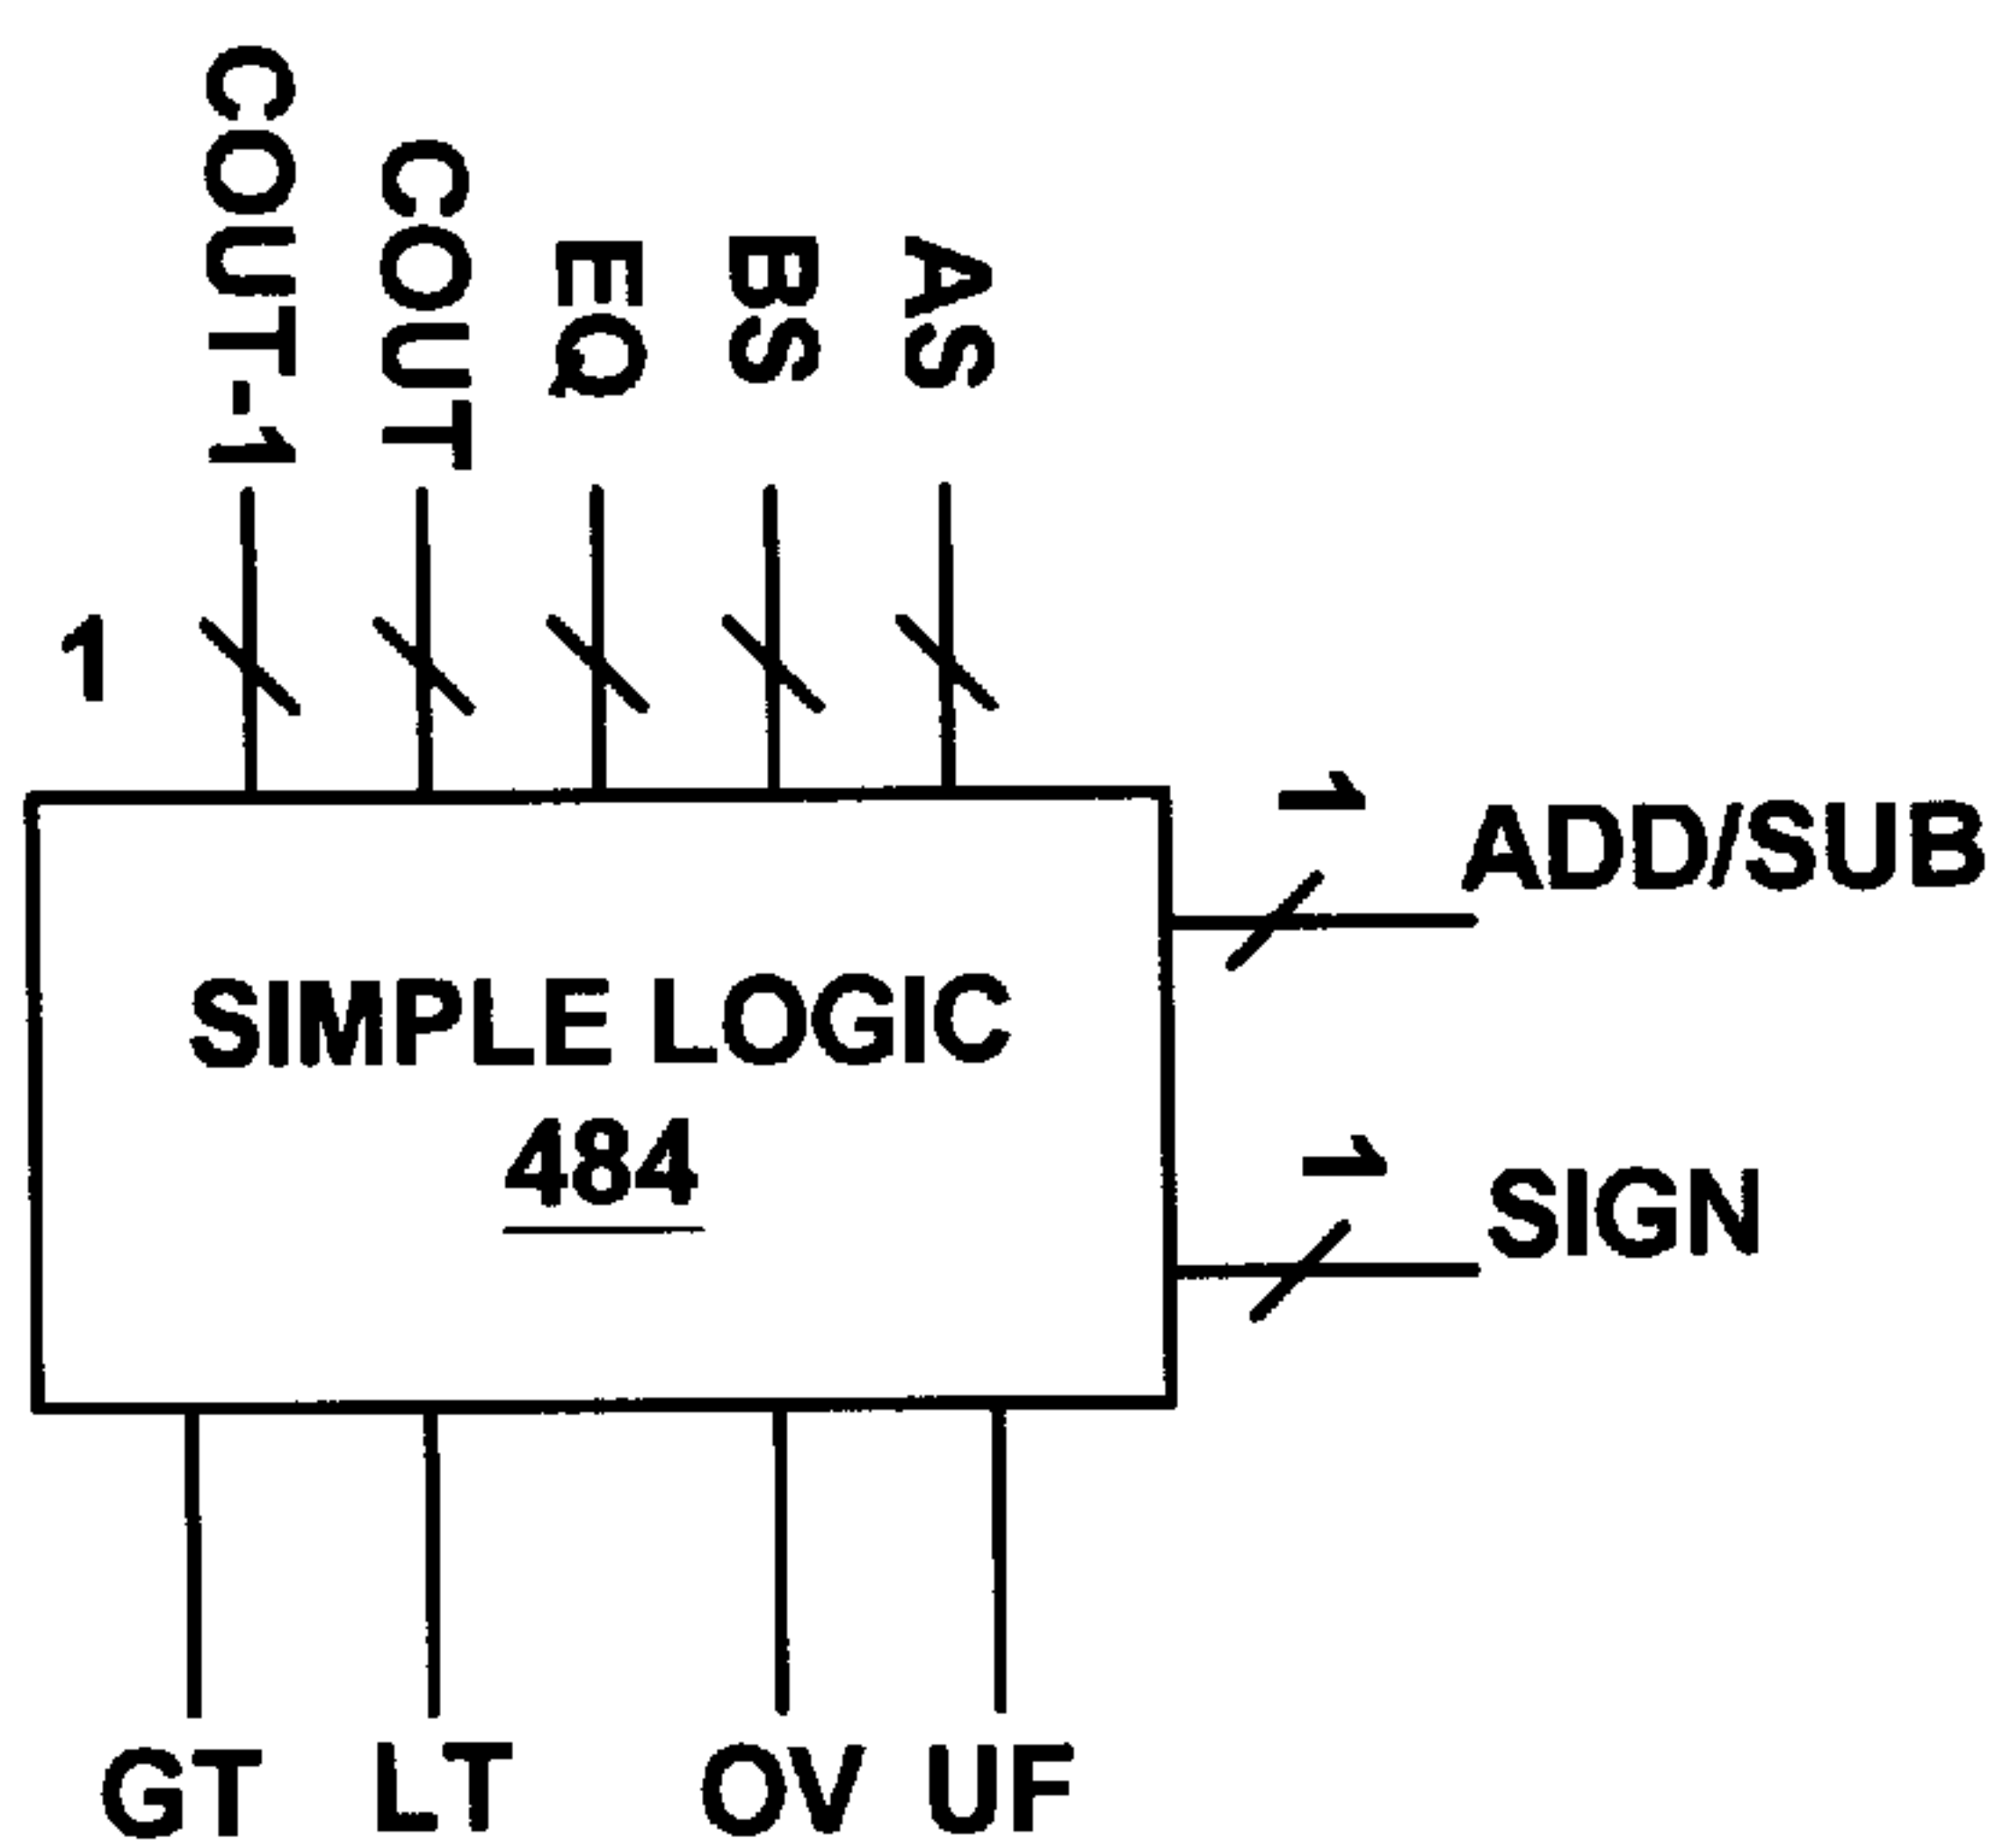 COUT-1
COUT
EQ
BS
AS
1
1
ADD/SUB
SIMPLE LOGIC
484
1
SIGN
GT
LT
OV
UF